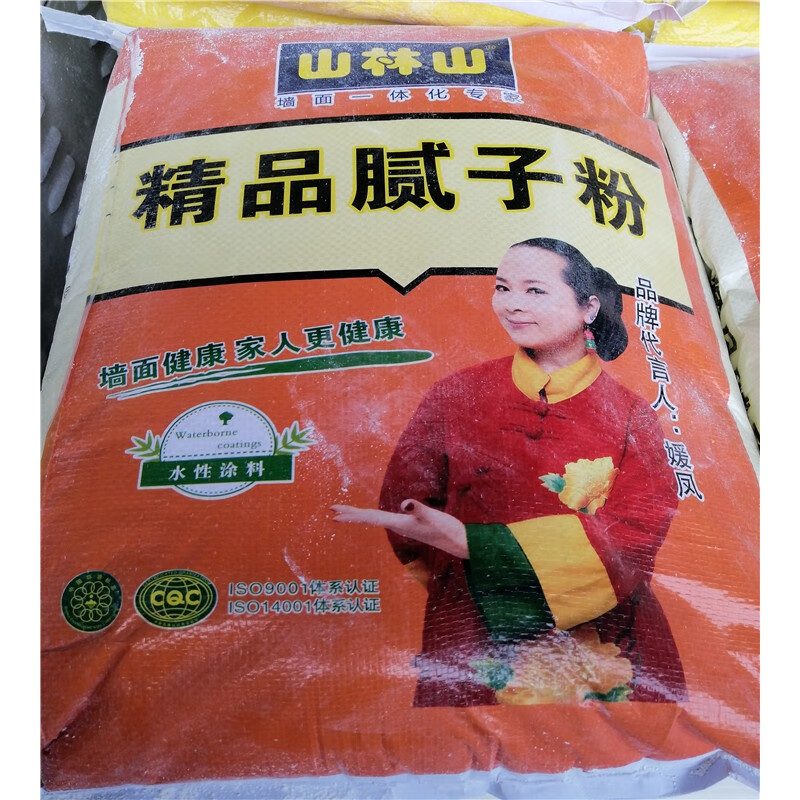 山林山
墙面一体化专家
精品腻子粉
墙面健康 家人更健康
Waterborne
coatings
水性涂料
品牌代言人：媛凤
CQC
ISO9001体系认证
ISO14001体系认证